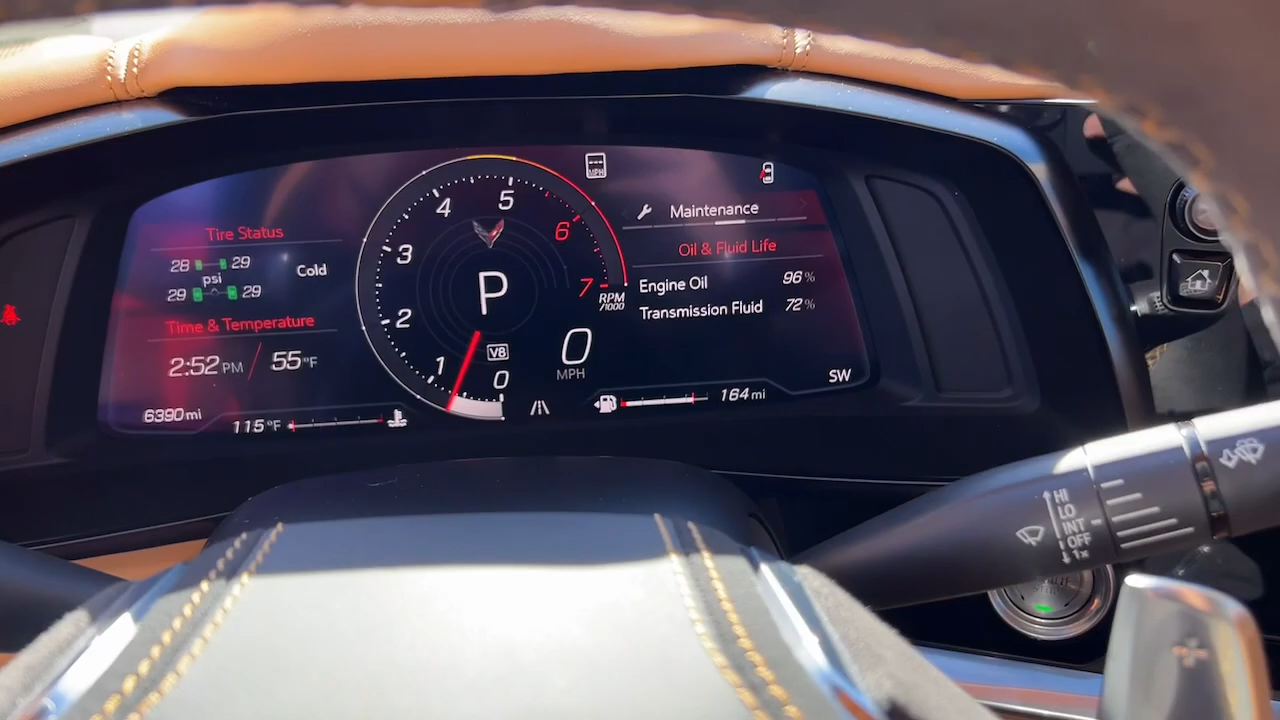 Tire Status
28 29
psi
Cold
29 29
Time & Temperature
2:52 PM / 55 °F
6390 mi
115 °F
4 5
3 6
2 7
1 0
RPM
/1000
P
V8
0
MPH
MPH
Maintenance
Oil & Fluid Life
Engine Oil 96 %
Transmission Fluid 72 %
164 mi
SW
HI
LO
INT
OFF
1x